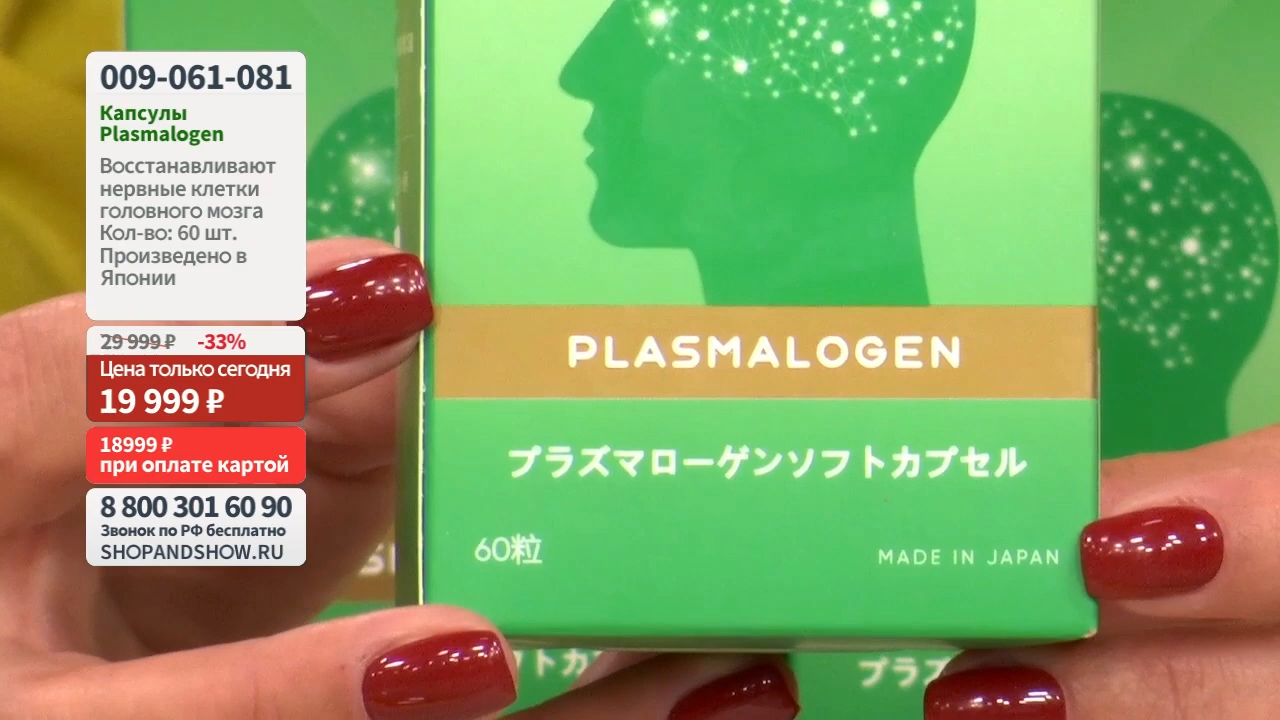 009-061-081
Капсулы
Plasmalogen
Восстанавливают
нервные клетки
головного мозга
Кол-во: 60 шт.
Произведено в
Японии
29 999 ₽ -33%
Цена только сегодня
19 999 ₽
18999 ₽
при оплате картой
8 800 301 60 90
Звонок по РФ бесплатно
SHOPANDSHOW.RU
PLASMALOGEN
プラズマローゲンソフトカプセル
60粒
MADE IN JAPAN